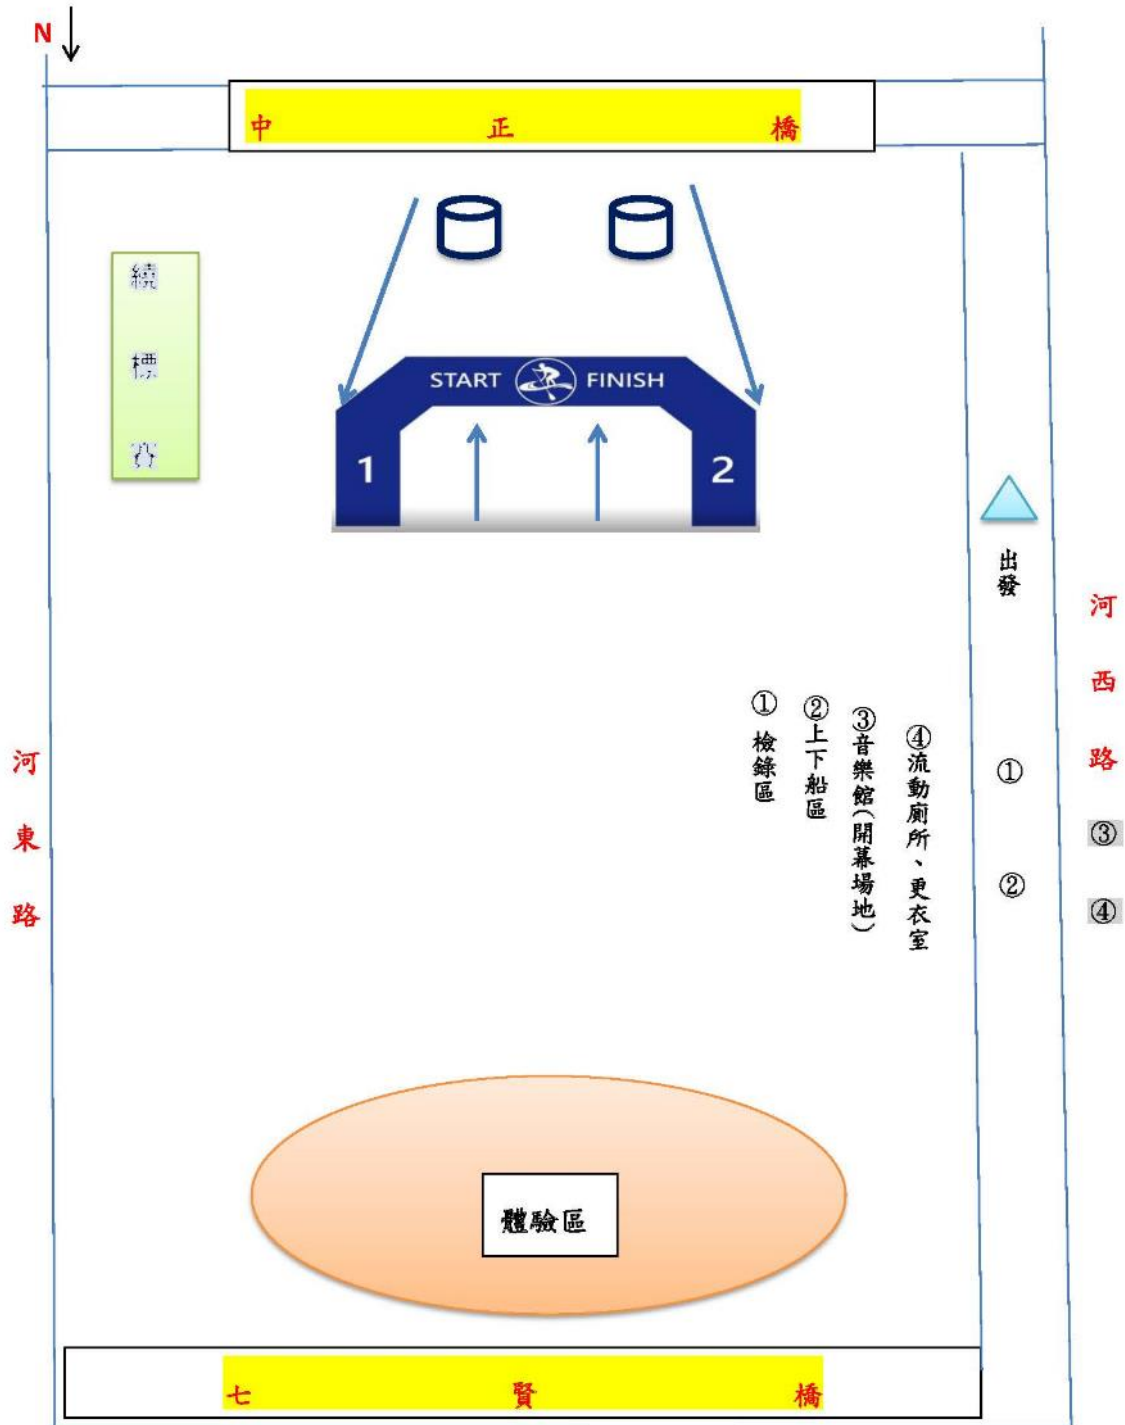 N
中 正 橋
繞標賽
START FINISH
1 2
出發
河西路
① 檢錄區
②上下船區
③音樂館(開幕場地)
④流動廁所、更衣室
①
②
③
④
河東路
體驗區
七 賢 橋